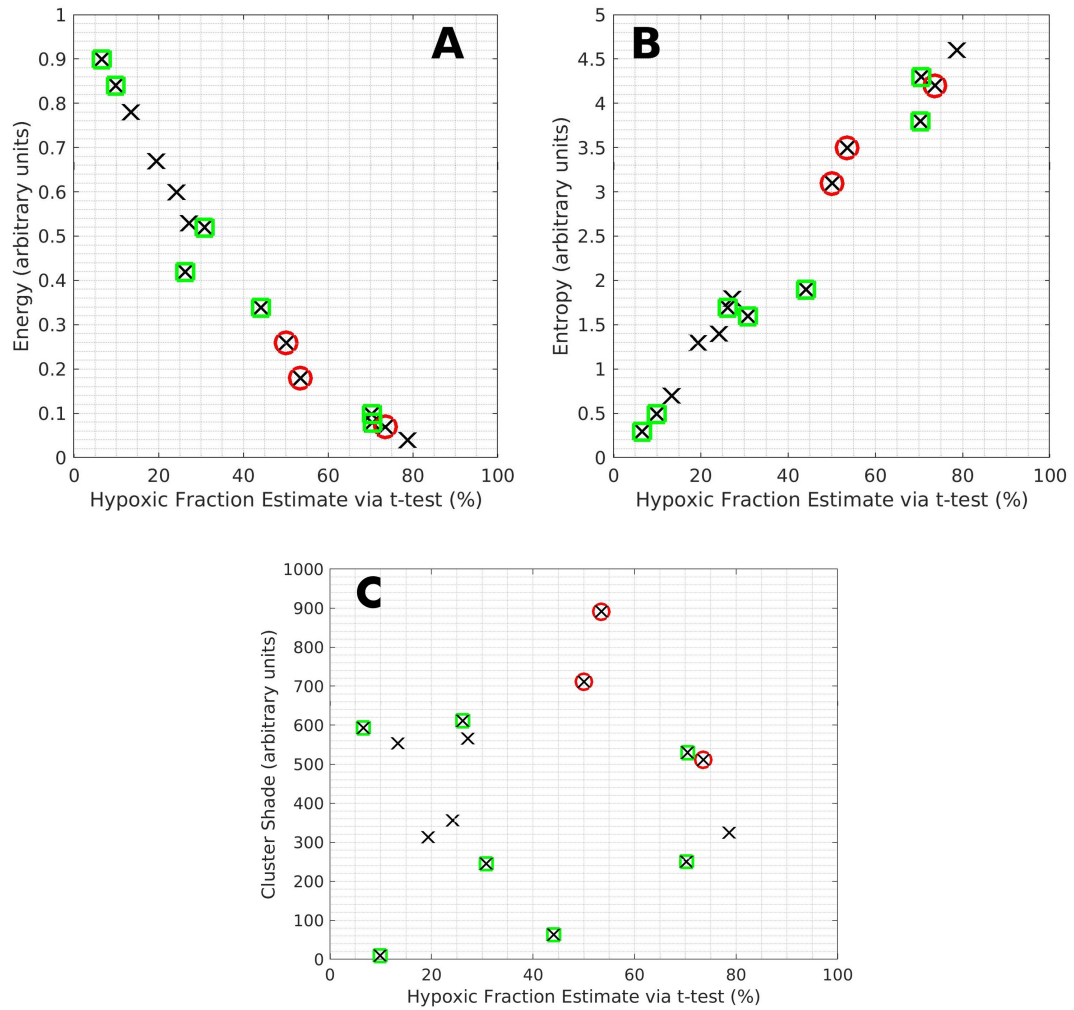 A
1
0.9
0.8
0.7
0.6
0.5
0.4
0.3
0.2
0.1
0
Energy (arbitrary units)
0 20 40 60 80 100
Hypoxic Fraction Estimate via t-test (%)
B
5
4.5
4
3.5
3
2.5
2
1.5
1
0.5
0
Entropy (arbitrary units)
0 20 40 60 80 100
Hypoxic Fraction Estimate via t-test (%)
C
1000
900
800
700
600
500
400
300
200
100
0
Cluster Shade (arbitrary units)
0 20 40 60 80 100
Hypoxic Fraction Estimate via t-test (%)